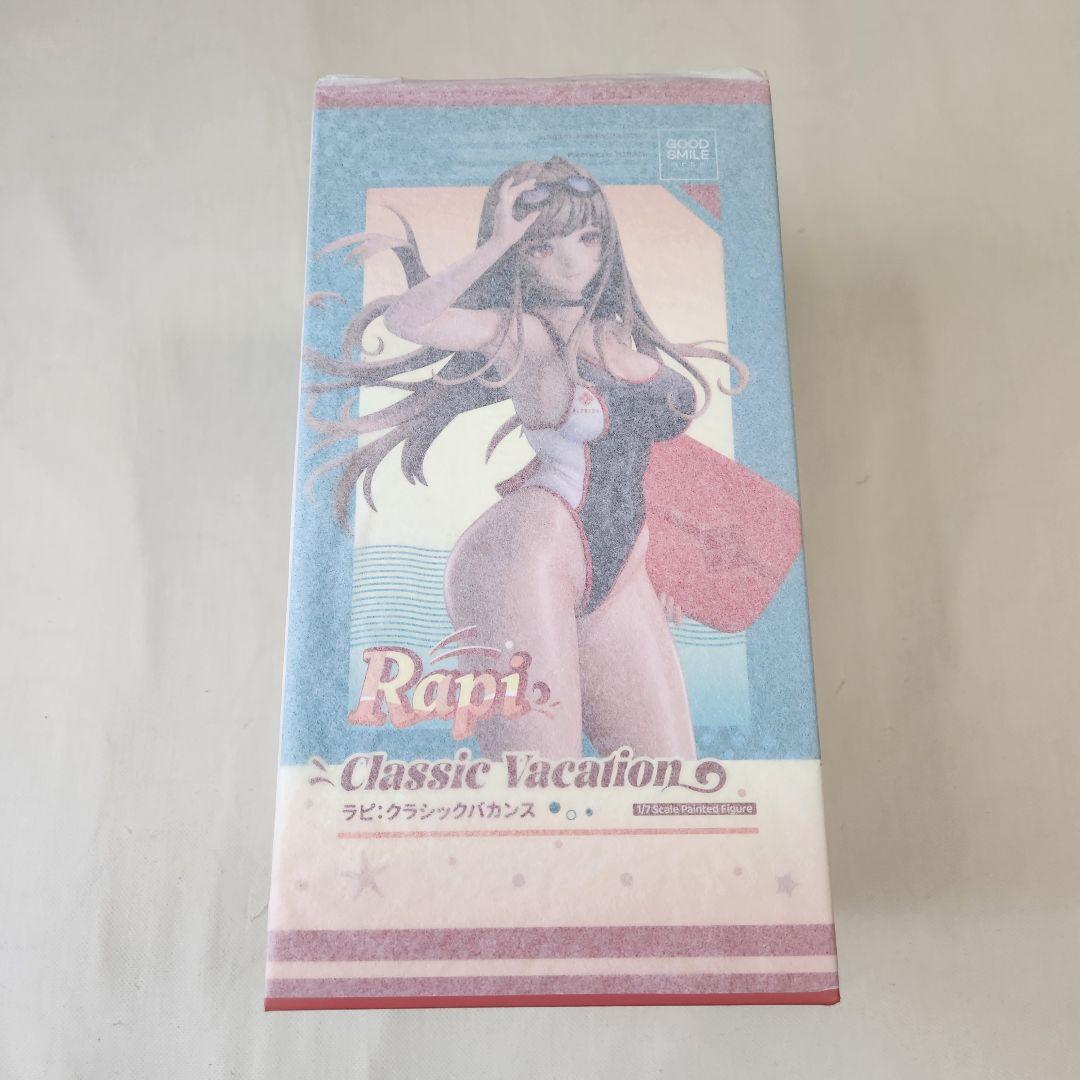 GOOD
SMILE
Rapi
Classic Vacation
ラピ：クラシックバカンス
1/7 Scale Painted Figure